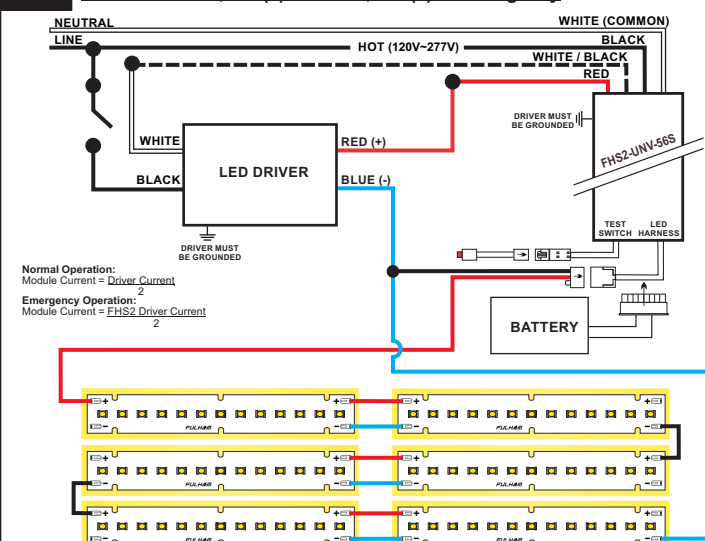 NEUTRAL
WHITE (COMMON)
LINE
HOT (120V~277V)
BLACK
WHITE / BLACK
RED
DRIVER MUST
BE GROUNDED
FHS2-UNV-56S
WHITE
RED (+)
LED DRIVER
BLACK
BLUE (-)
TEST
SWITCH
LED
HARNESS
DRIVER MUST
BE GROUNDED
Normal Operation:
Module Current = Driver Current
2
Emergency Operation:
Module Current = FHS2 Driver Current
2
BATTERY
+ + + +
- FULHAM - - FULHAM -
+ + + +
- FULHAM - - FULHAM -
+ + + +
- FULHAM - - FULHAM -